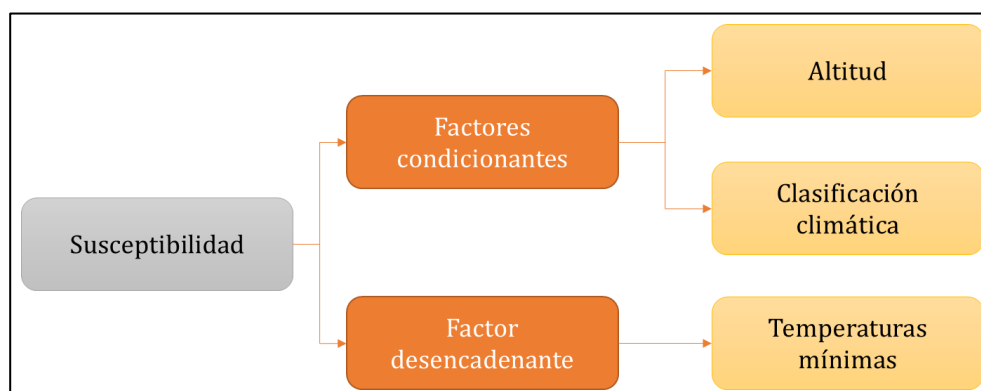 Susceptibilidad
Factores
condicionantes
Altitud
Clasificación
climática
Factor
desencadenante
Temperaturas
mínimas